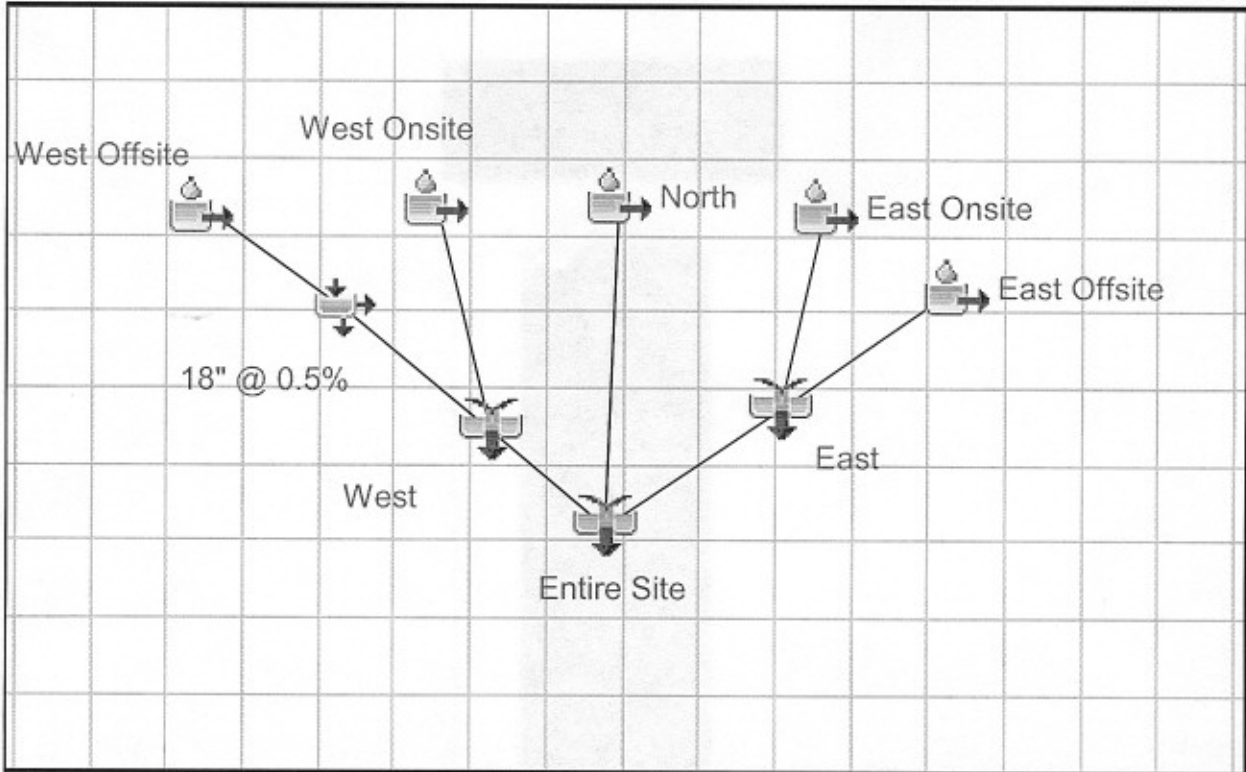 West Onsite
West Offsite
North
East Onsite
East Offsite
18" @ 0.5%
East
West
Entire Site